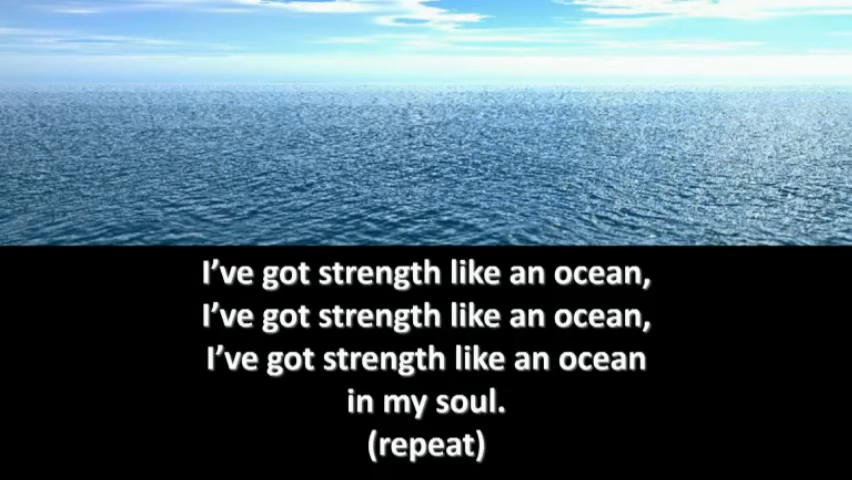 I’ve got strength like an ocean,
I’ve got strength like an ocean,
I’ve got strength like an ocean
in my soul.
(repeat)